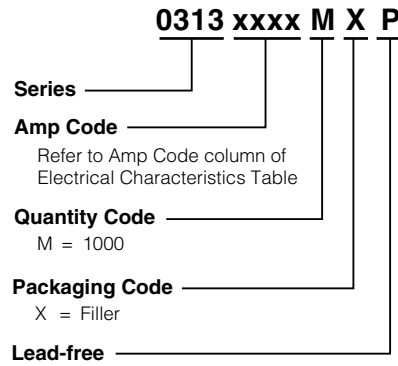 0313 xxxx M X P
Series
Amp Code
Refer to Amp Code column of
Electrical Characteristics Table
Quantity Code
M = 1000
Packaging Code
X = Filler
Lead-free